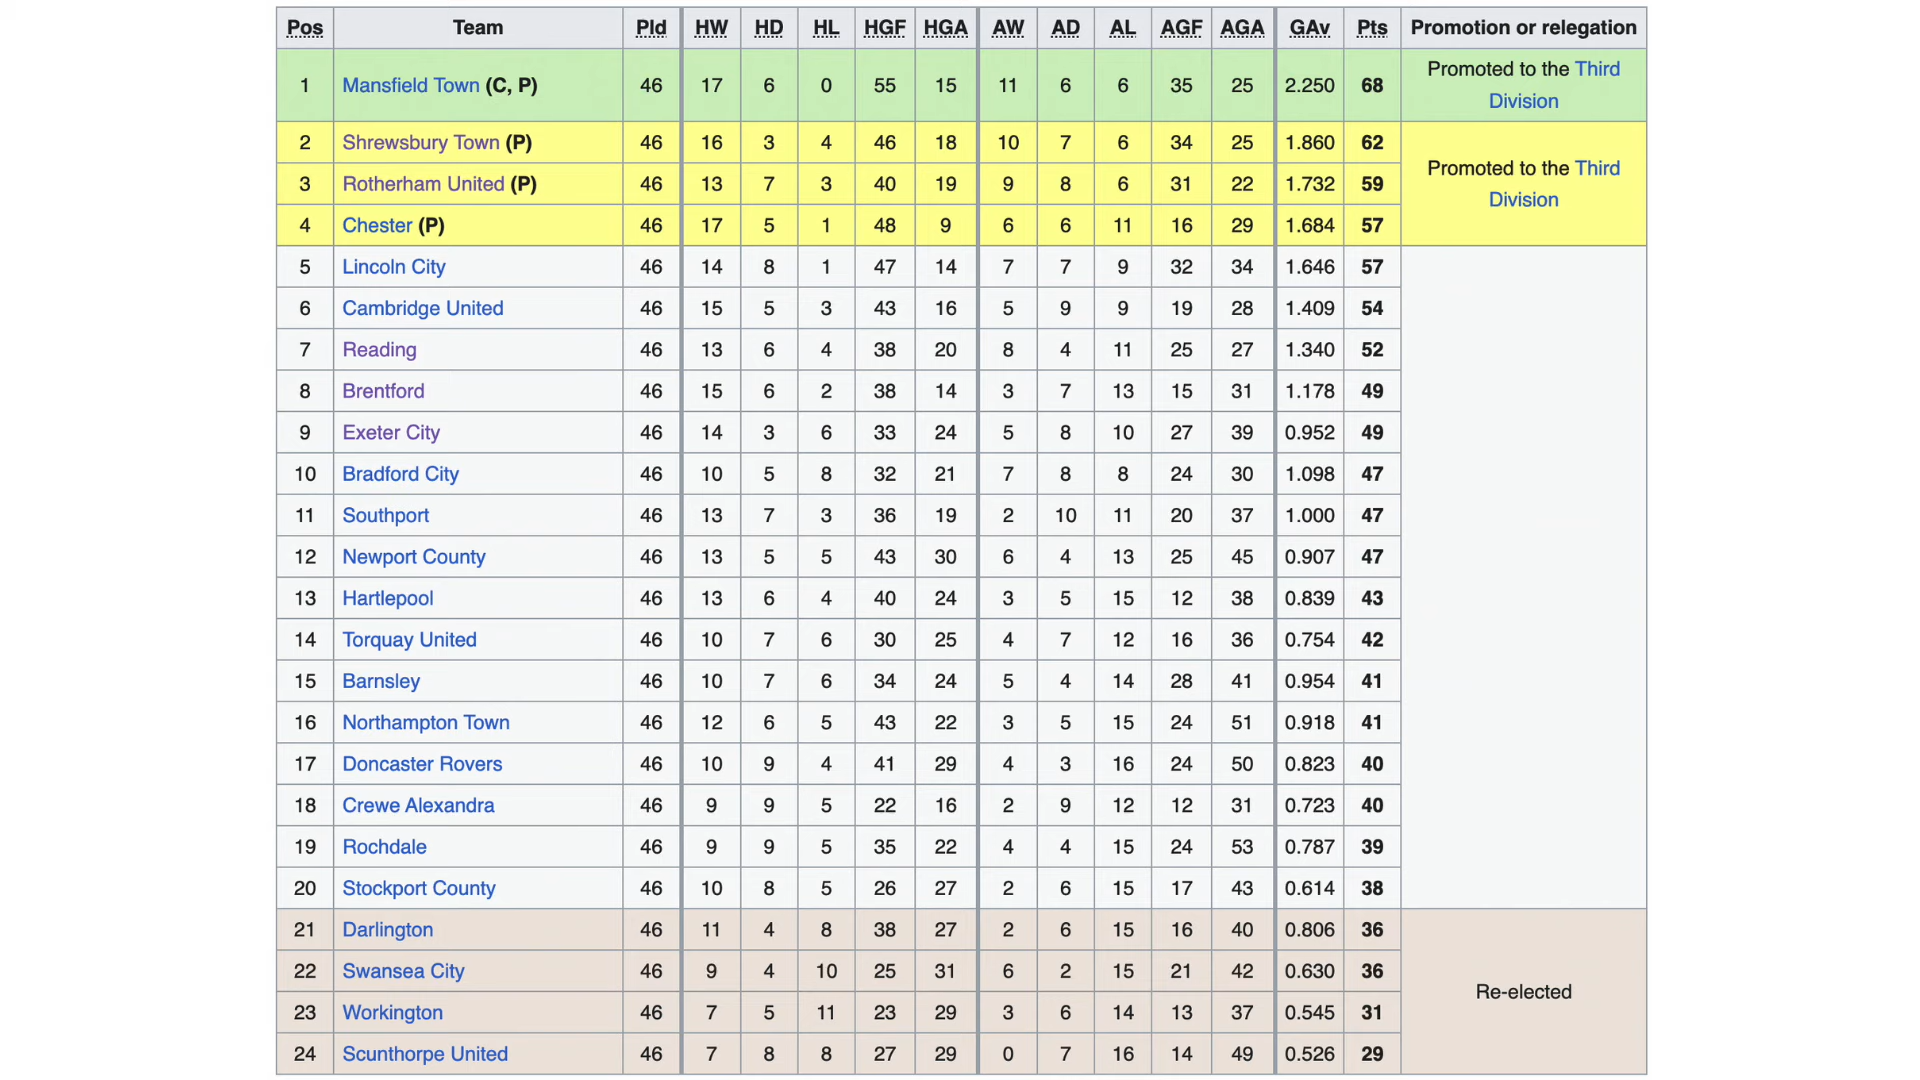 Pos Team Pld HW HD HL HGF HGA AW AD AL AGF AGA GAv Pts Promotion or relegation
1 Mansfield Town (C, P) 46 17 6 0 55 15 11 6 6 35 25 2.250 68 Promoted to the Third
Division
2 Shrewsbury Town (P) 46 16 3 4 46 18 10 7 6 34 25 1.860 62
3 Rotherham United (P) 46 13 7 3 40 19 9 8 6 31 22 1.732 59
4 Chester (P) 46 17 5 1 48 9 6 6 11 16 29 1.684 57
Promoted to the Third
Division
5 Lincoln City 46 14 8 1 47 14 7 7 9 32 34 1.646 57
6 Cambridge United 46 15 5 3 43 16 5 9 9 19 28 1.409 54
7 Reading 46 13 6 4 38 20 8 4 11 25 27 1.340 52
8 Brentford 46 15 6 2 38 14 3 7 13 15 31 1.178 49
9 Exeter City 46 14 3 6 33 24 5 8 10 27 39 0.952 49
10 Bradford City 46 10 5 8 32 21 7 8 8 24 30 1.098 47
11 Southport 46 13 7 3 36 19 2 10 11 20 37 1.000 47
12 Newport County 46 13 5 5 43 30 6 4 13 25 45 0.907 47
13 Hartlepool 46 13 6 4 40 24 3 5 15 12 38 0.839 43
14 Torquay United 46 10 7 6 30 25 4 7 12 16 36 0.754 42
15 Barnsley 46 10 7 6 34 24 5 4 14 28 41 0.954 41
16 Northampton Town 46 12 6 5 43 22 3 5 15 24 51 0.918 41
17 Doncaster Rovers 46 10 9 4 41 29 4 3 16 24 50 0.823 40
18 Crewe Alexandra 46 9 9 5 22 16 2 9 12 12 31 0.723 40
19 Rochdale 46 9 9 5 35 22 4 4 15 24 53 0.787 39
20 Stockport County 46 10 8 5 26 27 2 6 15 17 43 0.614 38
21 Darlington 46 11 4 8 38 27 2 6 15 16 40 0.806 36
22 Swansea City 46 9 4 10 25 31 6 2 15 21 42 0.630 36
23 Workington 46 7 5 11 23 29 3 6 14 13 37 0.545 31
24 Scunthorpe United 46 7 8 8 27 29 0 7 16 14 49 0.526 29
Re-elected